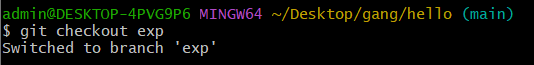 admin@DESKTOP-4PVG9P6 MINGW64 ~/Desktop/gang/hello (main)
$ git checkout exp
Switched to branch 'exp'